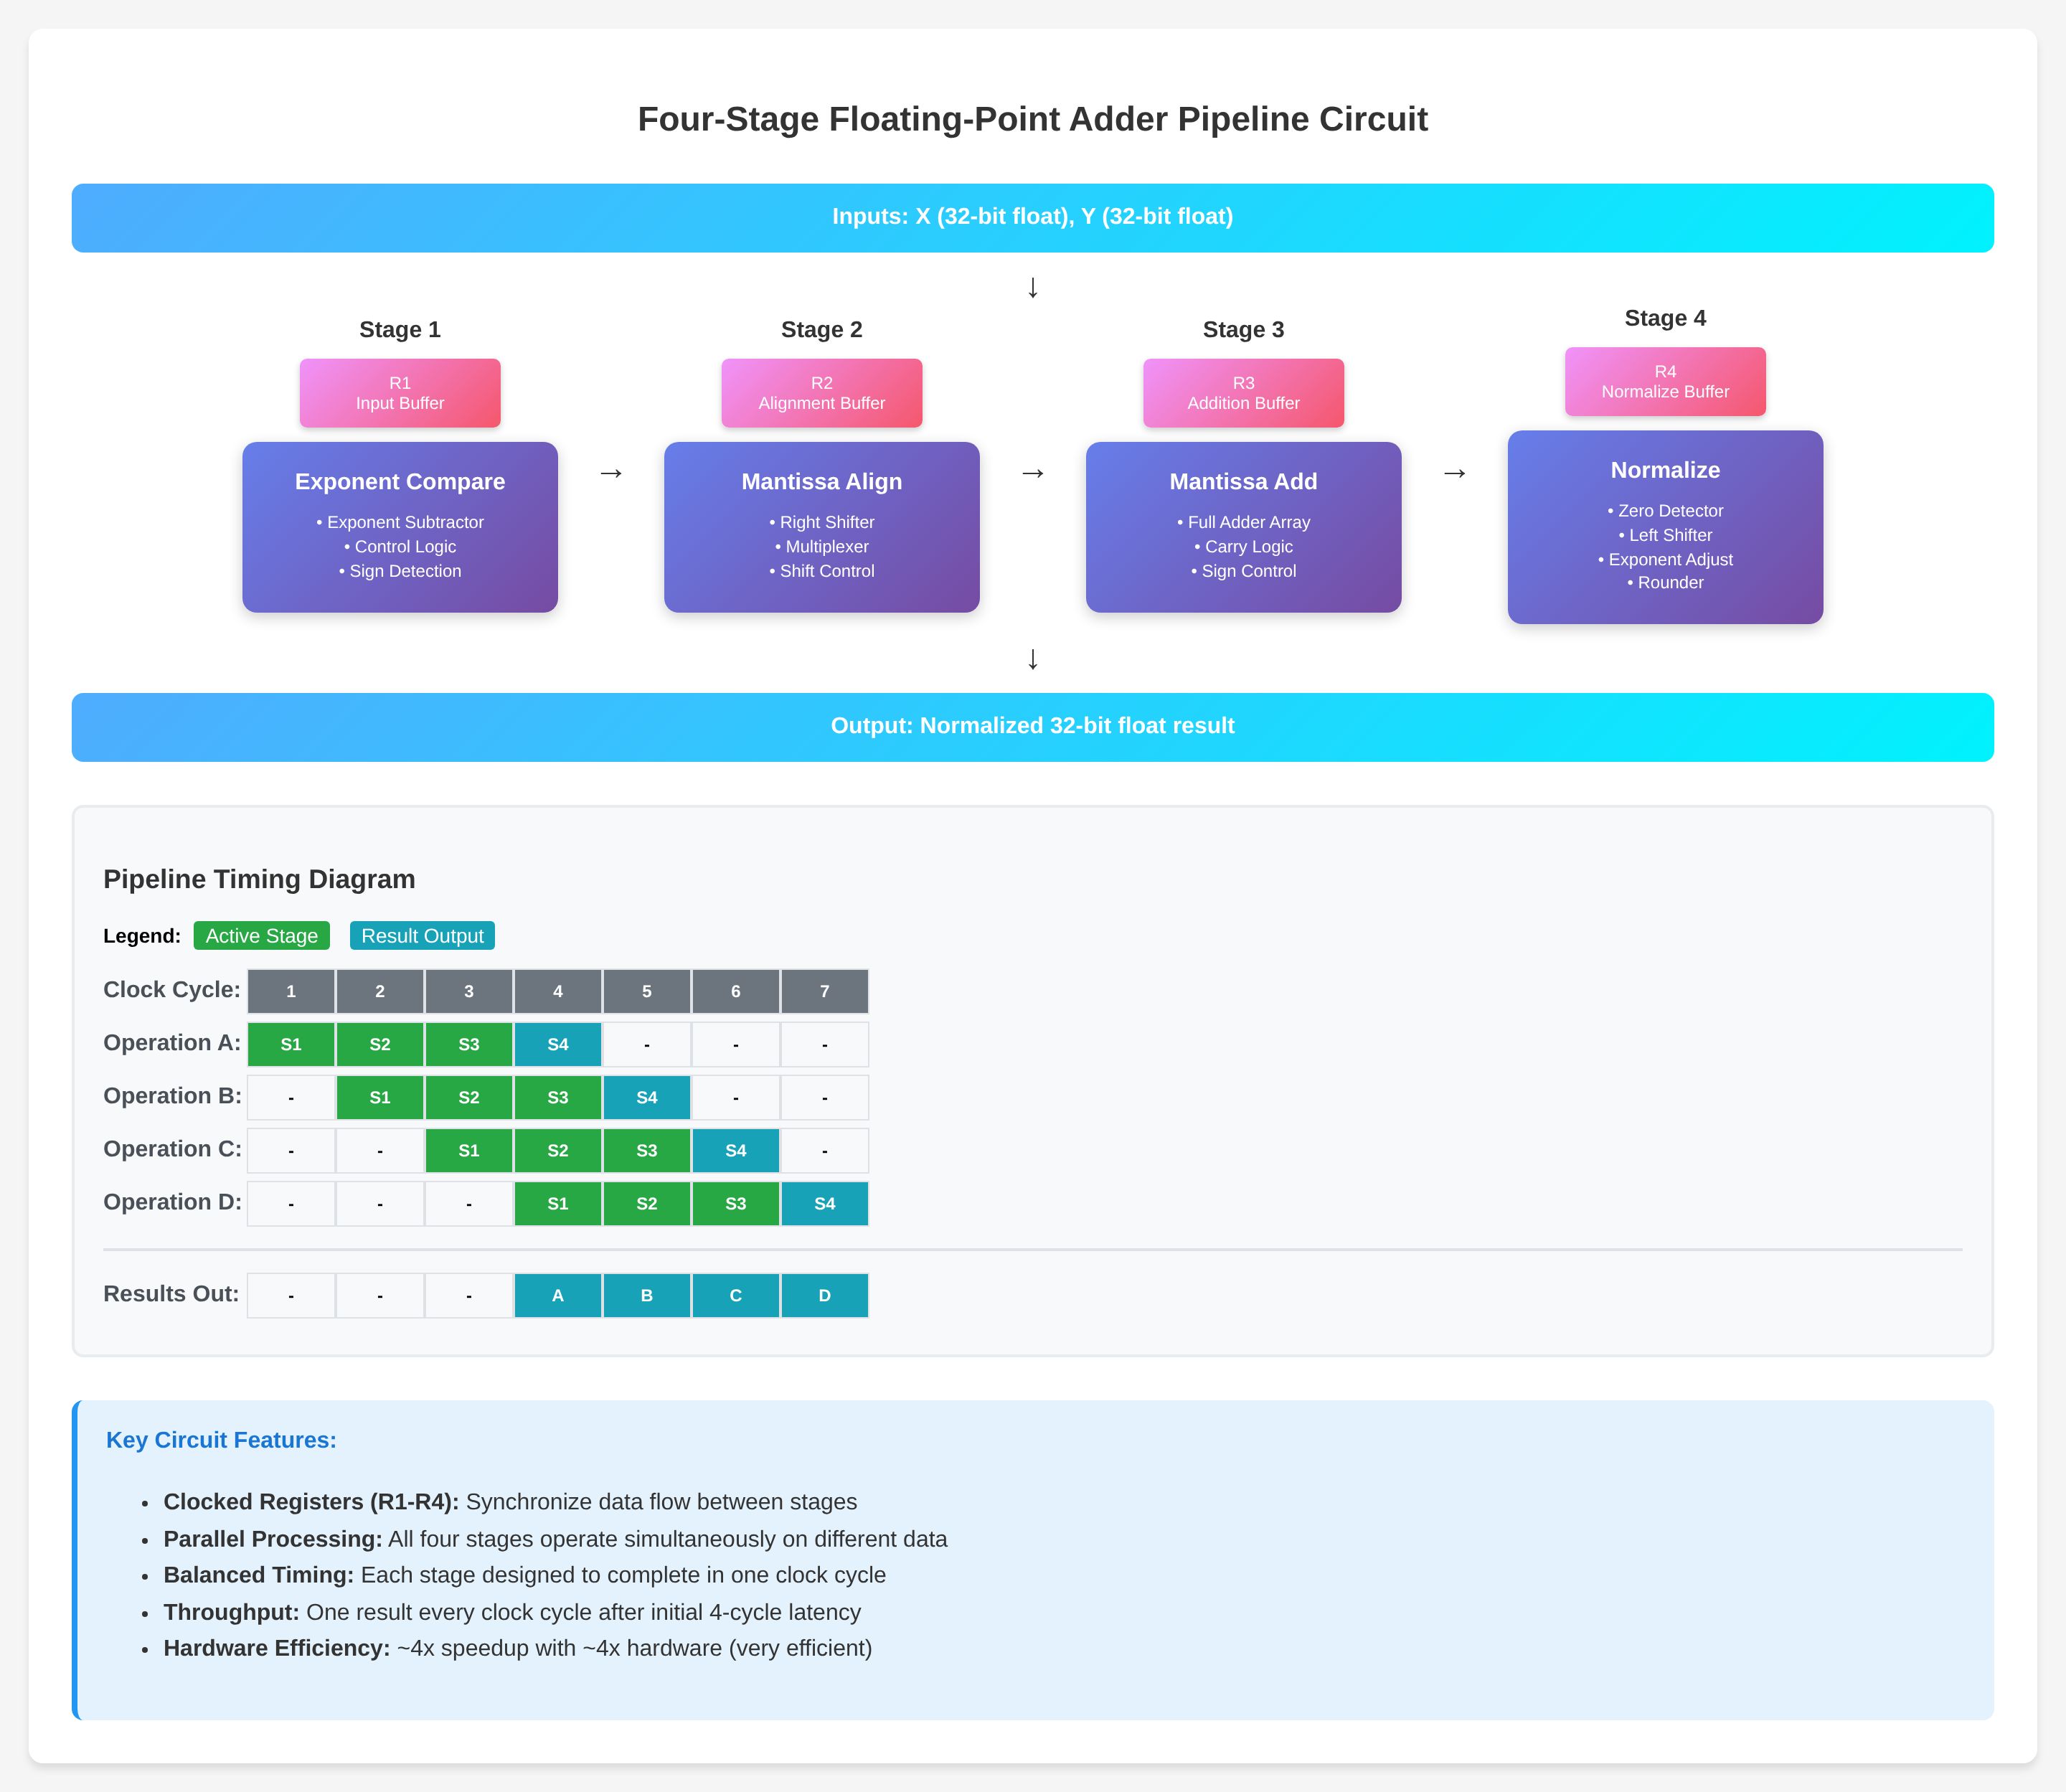 Four-Stage Floating-Point Adder Pipeline Circuit
Inputs: X (32-bit float), Y (32-bit float)
↓
Stage 1
R1
Input Buffer
Exponent Compare
• Exponent Subtractor
• Control Logic
• Sign Detection
→
Stage 2
R2
Alignment Buffer
Mantissa Align
• Right Shifter
• Multiplexer
• Shift Control
→
Stage 3
R3
Addition Buffer
Mantissa Add
• Full Adder Array
• Carry Logic
• Sign Control
→
Stage 4
R4
Normalize Buffer
Normalize
• Zero Detector
• Left Shifter
• Exponent Adjust
• Rounder
↓
Output: Normalized 32-bit float result
Pipeline Timing Diagram
Legend: Active Stage Result Output
Clock Cycle: 1 2 3 4 5 6 7
Operation A: S1 S2 S3 S4 - - -
Operation B: - S1 S2 S3 S4 - -
Operation C: - - S1 S2 S3 S4 -
Operation D: - - - S1 S2 S3 S4
Results Out: - - - A B C D
Key Circuit Features:
• Clocked Registers (R1-R4): Synchronize data flow between stages
• Parallel Processing: All four stages operate simultaneously on different data
• Balanced Timing: Each stage designed to complete in one clock cycle
• Throughput: One result every clock cycle after initial 4-cycle latency
• Hardware Efficiency: ~4x speedup with ~4x hardware (very efficient)